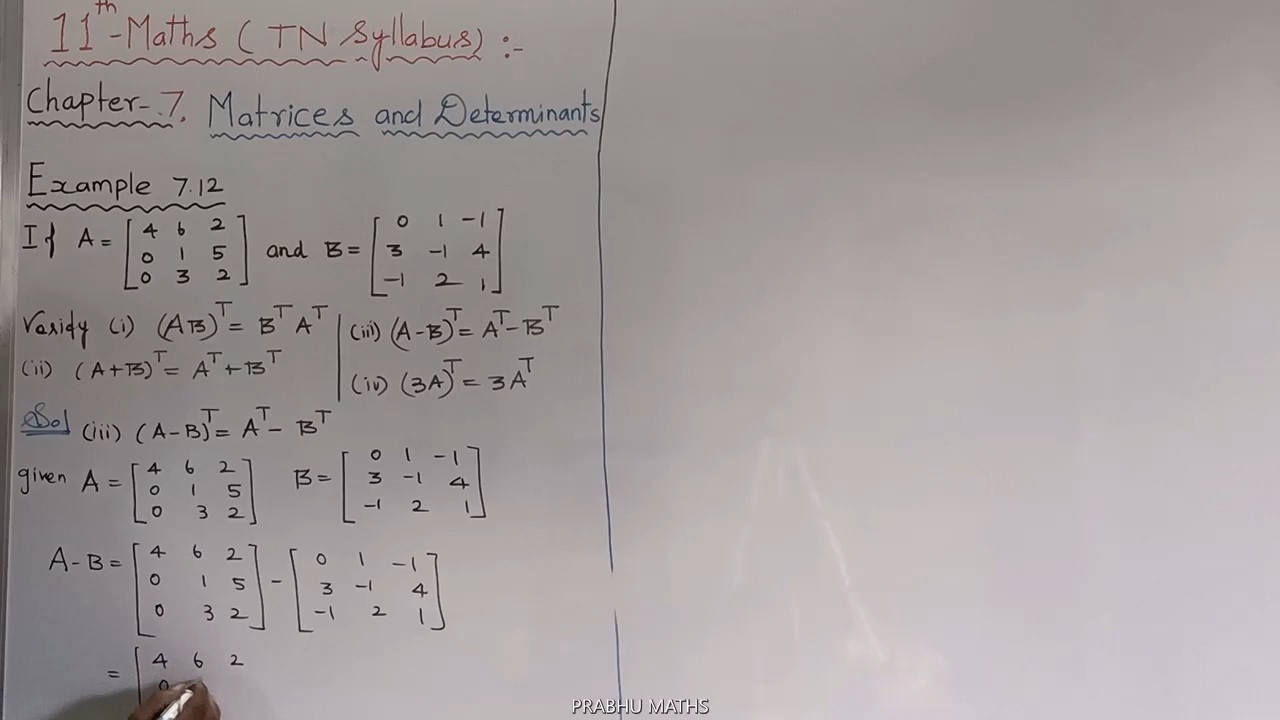 11th-Maths (TN Syllabus) :-
Chapter-7. Matrices and Determinants
Example 7.12
If A = [4 6 2 and B = [0 1 -1
0 1 5 3 -1 4
0 3 2] -1 2 1]
Varify (i) (AB)^T = B^T A^T | (iii) (A-B)^T = A^T - B^T
(ii) (A+B)^T = A^T + B^T | (iv) (3A)^T = 3A^T
Sol (iii) (A-B)^T = A^T - B^T
given A = [4 6 2 B = [0 1 -1
0 1 5 3 -1 4
0 3 2] -1 2 1]
A-B = [4 6 2 - [0 1 -1
0 1 5 3 -1 4
0 3 2] -1 2 1]
= [4 6 2
0
PRABHU MATHS